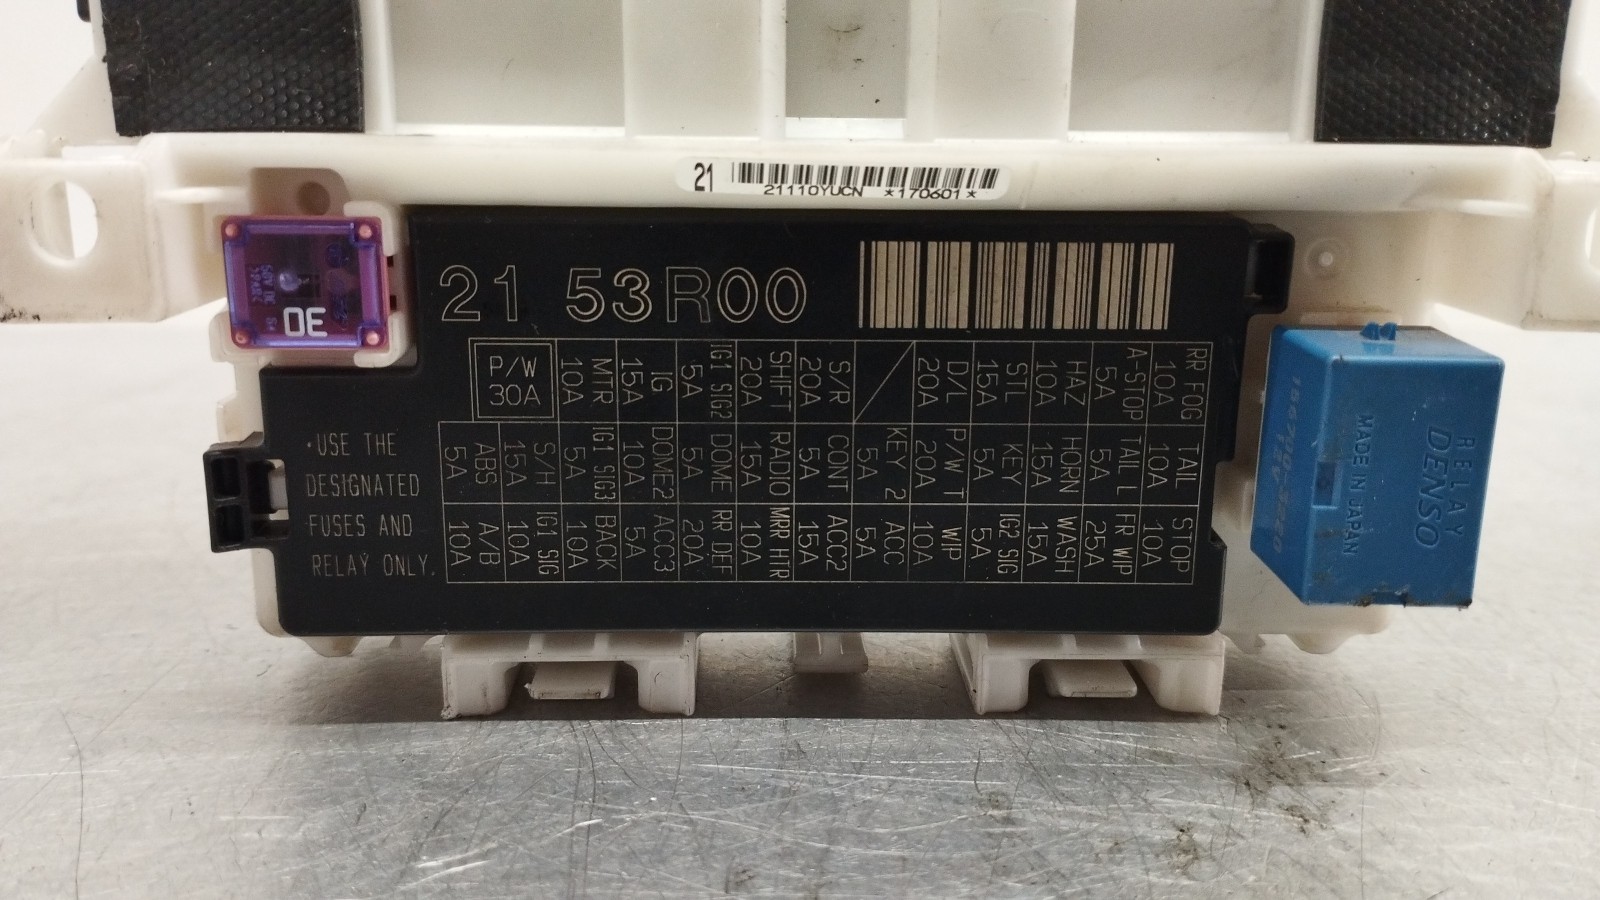 21
21110YUCN *170601*
21 53R00
30
P/W
30A
MTR
10A
IG
15A
IG1 SIG2
5A
SHIFT
20A
S/R
20A
D/L
20A
STL
15A
HAZ
10A
A-STOP
5A
RR FOG
10A
ABS
5A
S/H
15A
IG1 SIG3
5A
DOME2
10A
DOME
5A
RADIO
15A
CONT
5A
KEY 2
5A
P/W T
20A
KEY
5A
HORN
15A
TAIL L
5A
TAIL
10A
A/B
10A
IG1 SIG
10A
BACK
10A
ACC3
5A
RR DEF
20A
MRR HTR
10A
ACC2
15A
ACC
5A
WIP
10A
IG2 SIG
5A
WASH
15A
FR WIP
25A
STOP
10A
·USE THE
DESIGNATED
FUSES AND
RELAY ONLY.
RELAY
DENSO
MADE IN JAPAN